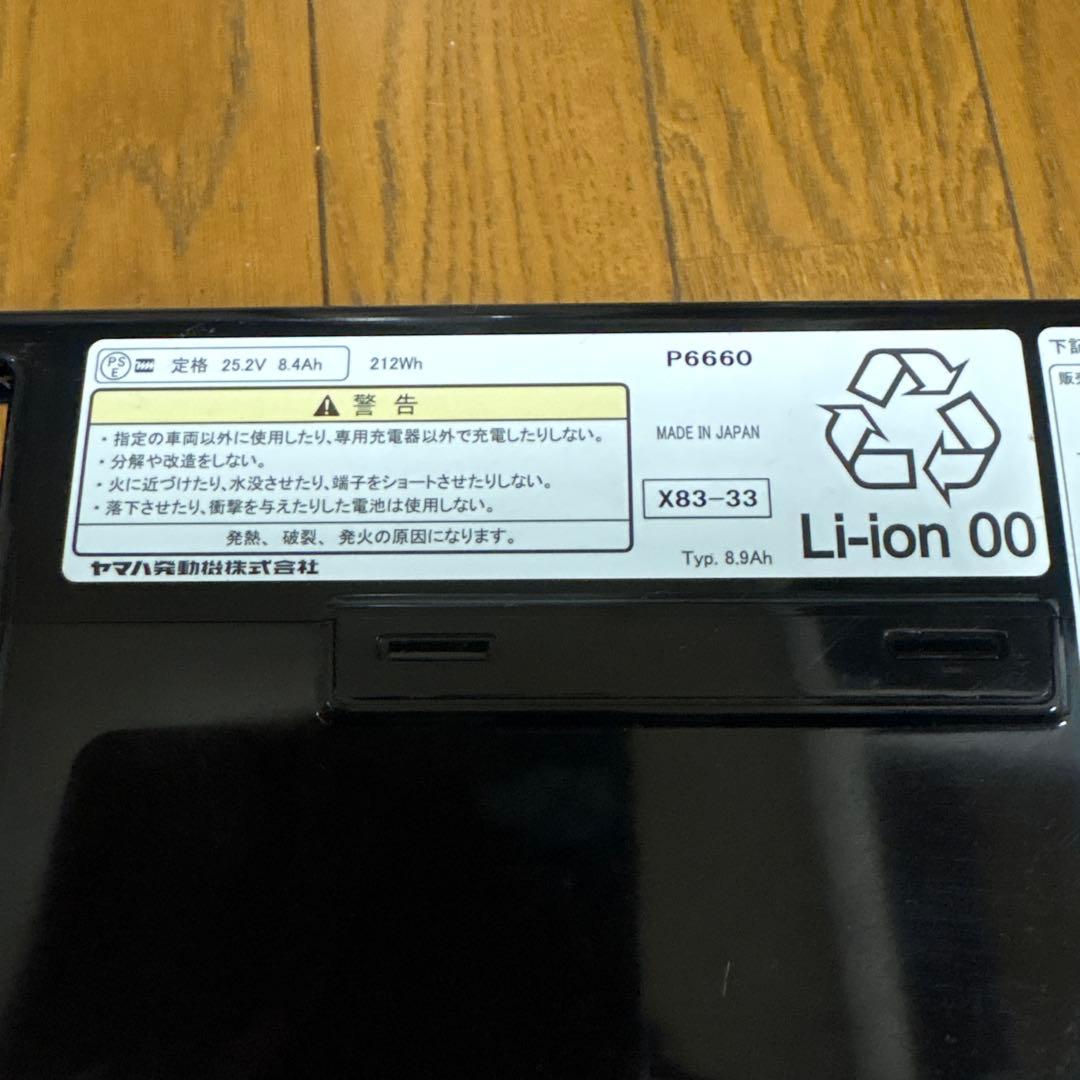 PS
E
定格 25.2V 8.4Ah 212Wh
警告
・指定の車両以外に使用したり、専用充電器以外で充電したりしない。
・分解や改造をしない。
・火に近づけたり、水没させたり、端子をショートさせたりしない。
・落下させたり、衝撃を与えたりした電池は使用しない。
発熱、破裂、発火の原因になります。
ヤマハ発動機株式会社
P6660
MADE IN JAPAN
X83-33
Typ. 8.9Ah
Li-ion 00
下記
販売